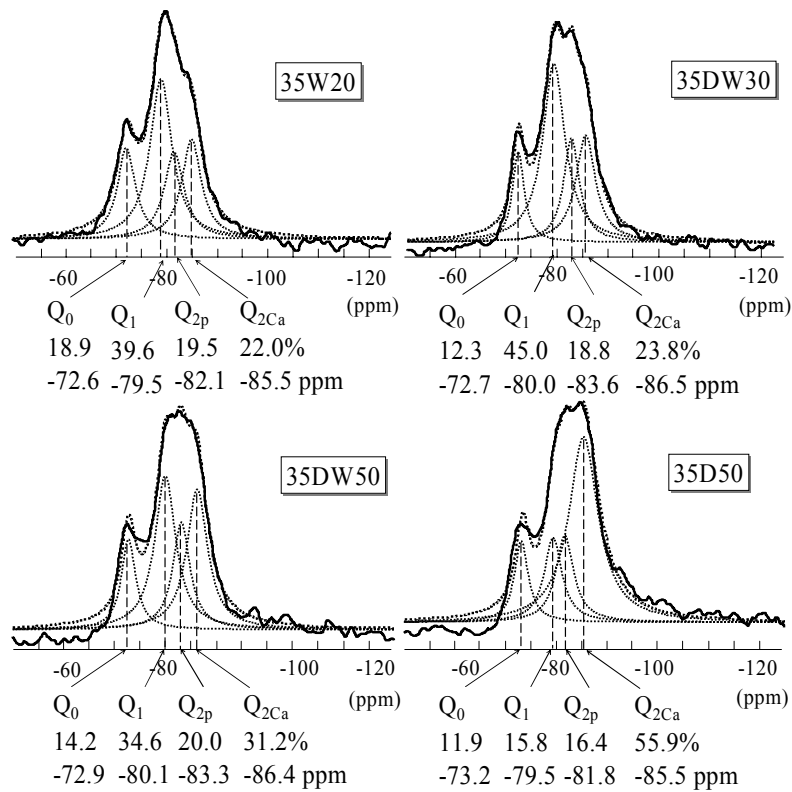 35W20
-60 -80 -100 -120
(ppm)
Q0 Q1 Q2p Q2Ca
18.9 39.6 19.5 22.0%
-72.6 -79.5 -82.1 -85.5 ppm
35DW30
-60 -80 -100 -120
(ppm)
Q0 Q1 Q2p Q2Ca
12.3 45.0 18.8 23.8%
-72.7 -80.0 -83.6 -86.5 ppm
35DW50
-60 -80 -100 -120
(ppm)
Q0 Q1 Q2p Q2Ca
14.2 34.6 20.0 31.2%
-72.9 -80.1 -83.3 -86.4 ppm
35D50
-60 -80 -100 -120
(ppm)
Q0 Q1 Q2p Q2Ca
11.9 15.8 16.4 55.9%
-73.2 -79.5 -81.8 -85.5 ppm